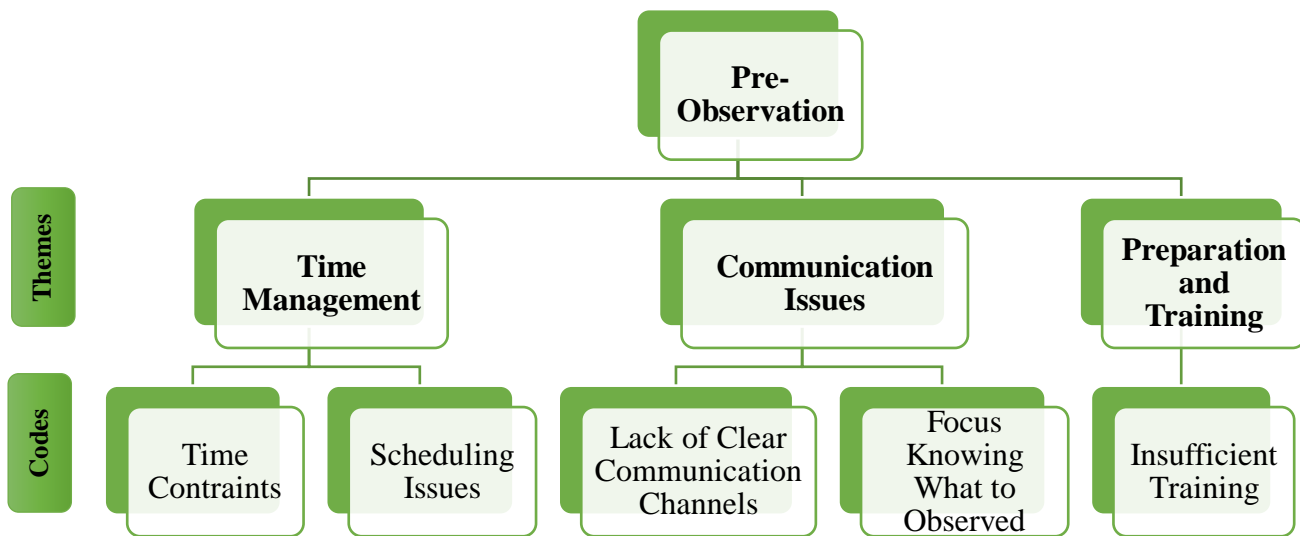 Pre-
Observation
Themes
Time
Management
Communication
Issues
Preparation
and
Training
Codes
Time
Contraints
Scheduling
Issues
Lack of Clear
Communication
Channels
Focus
Knowing
What to
Observed
Insufficient
Training